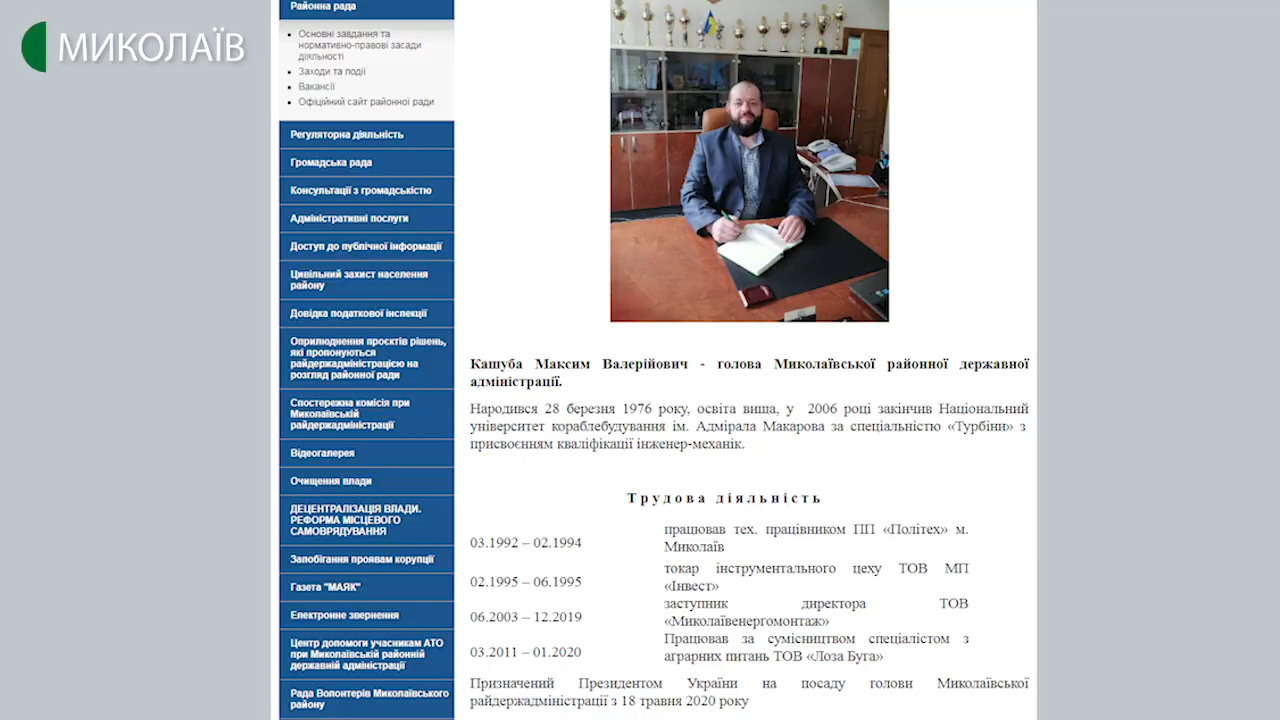 МИКОЛАЇВ
Районна рада
Основні завдання та
нормативно-правові засади
діяльності
Заходи та події
Вакансії
Офіційний сайт районної ради
Регуляторна діяльність
Громадська рада
Консультації з громадськістю
Адміністративні послуги
Доступ до публічної інформації
Цивільний захист населення
району
Довідка податкової інспекції
Оприлюднення проєктів рішень,
які пропонуються
райдержадміністрацією на
розгляд районної ради
Спостережна комісія при
Миколаївській
райдержадміністрації
Відеогалерея
Очищення влади
ДЕЦЕНТРАЛІЗАЦІЯ ВЛАДИ.
РЕФОРМА МІСЦЕВОГО
САМОВРЯДУВАННЯ
Запобігання проявам корупції
Газета "МАЯК"
Електронне звернення
Центр допомоги учасникам АТО
при Миколаївській районній
державній адміністрації
Рада Волонтерів Миколаївського
району
Кашуба Максим Валерійович - голова Миколаївської районної державної
адміністрації.
Народився 28 березня 1976 року, освіта вища, у 2006 році закінчив Національний
університет кораблебудування ім. Адмірала Макарова за спеціальністю «Турбіни» з
присвоєнням кваліфікації інженер-механік.
Трудова діяльність
03.1992 – 02.1994
працював тех. працівником ПП «Політех» м.
Миколаїв
02.1995 – 06.1995
токар інструментального цеху ТОВ МП
«Інвест»
06.2003 – 12.2019
заступник директора ТОВ
«Миколаївенергомонтаж»
03.2011 – 01.2020
Працював за сумісництвом спеціалістом з
аграрних питань ТОВ «Лоза Буга»
Призначений Президентом України на посаду голови Миколаївської
райдержадміністрації з 18 травня 2020 року